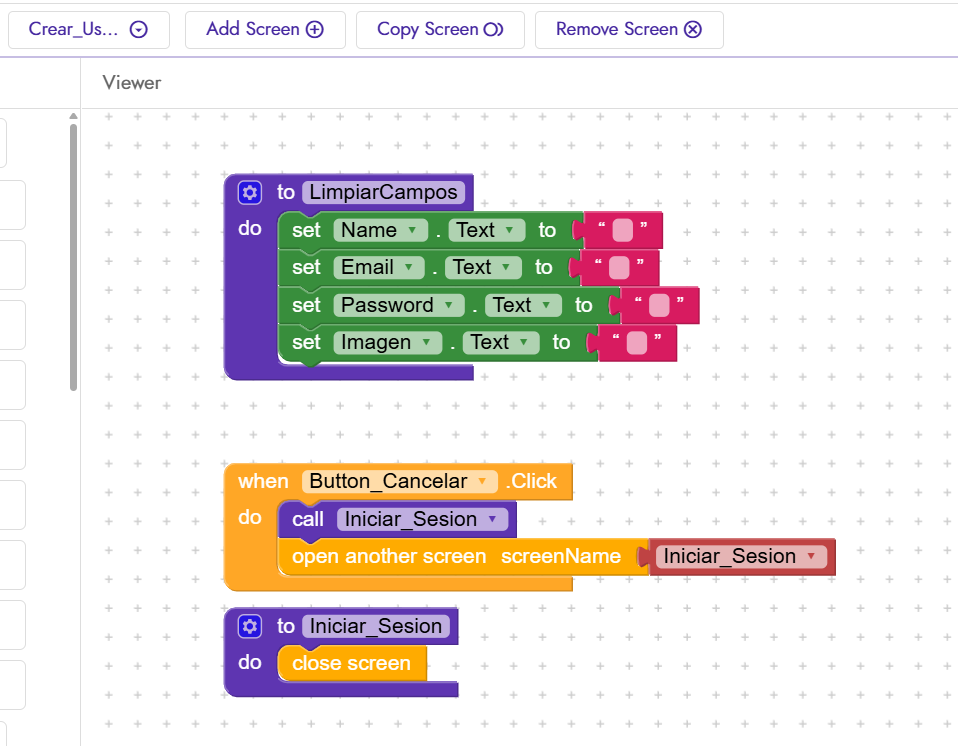 Crear_Us... Add Screen Copy Screen Remove Screen
Viewer
to LimpiarCampos
do set Name . Text to “ ”
set Email . Text to “ ”
set Password . Text to “ ”
set Imagen . Text to “ ”
when Button_Cancelar .Click
do call Iniciar_Sesion
open another screen screenName Iniciar_Sesion
to Iniciar_Sesion
do close screen